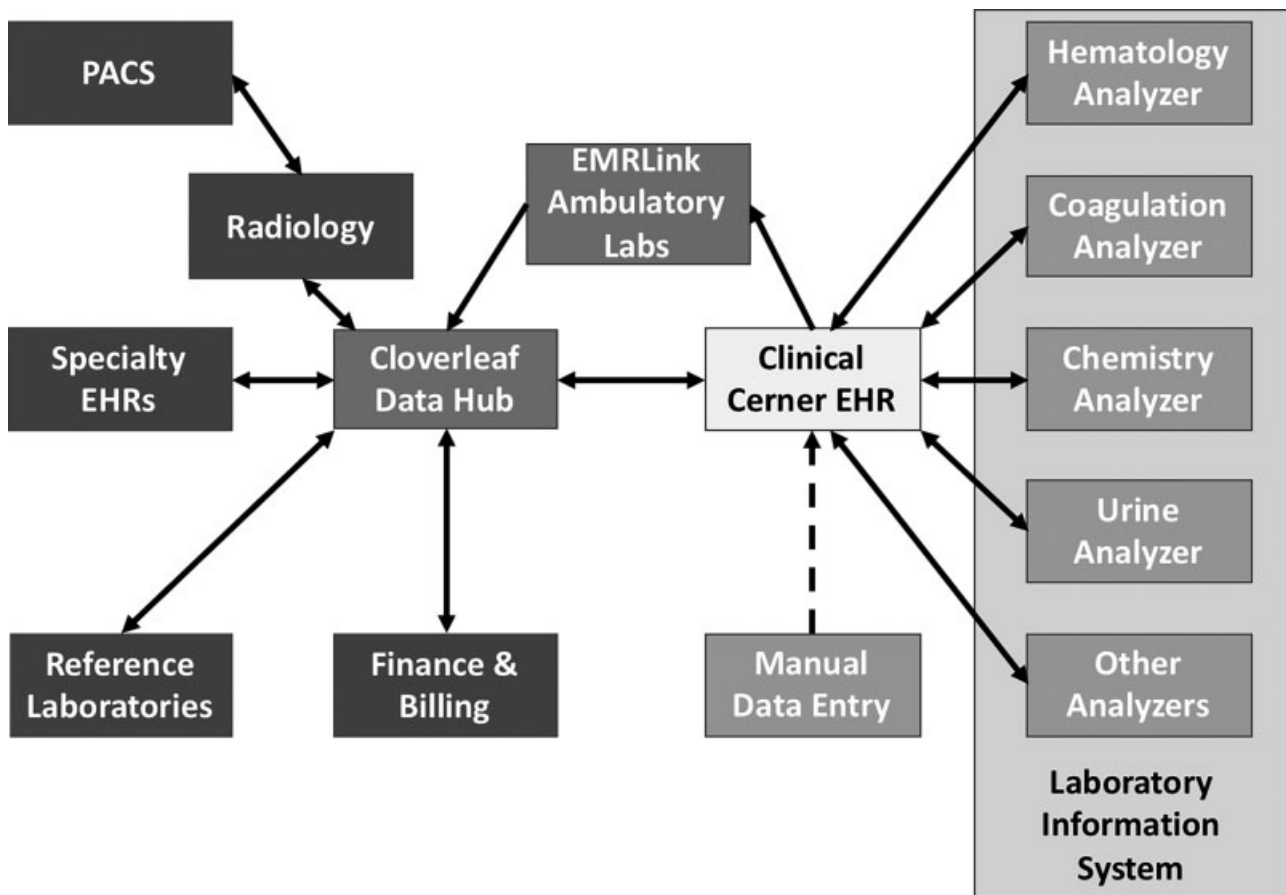 PACS
Hematology
Analyzer
EMRLink
Ambulatory
Labs
Radiology
Coagulation
Analyzer
Specialty
EHRs
Cloverleaf
Data Hub
Clinical
Cerner EHR
Chemistry
Analyzer
Urine
Analyzer
Reference
Laboratories
Finance &
Billing
Manual
Data Entry
Other
Analyzers
Laboratory
Information
System